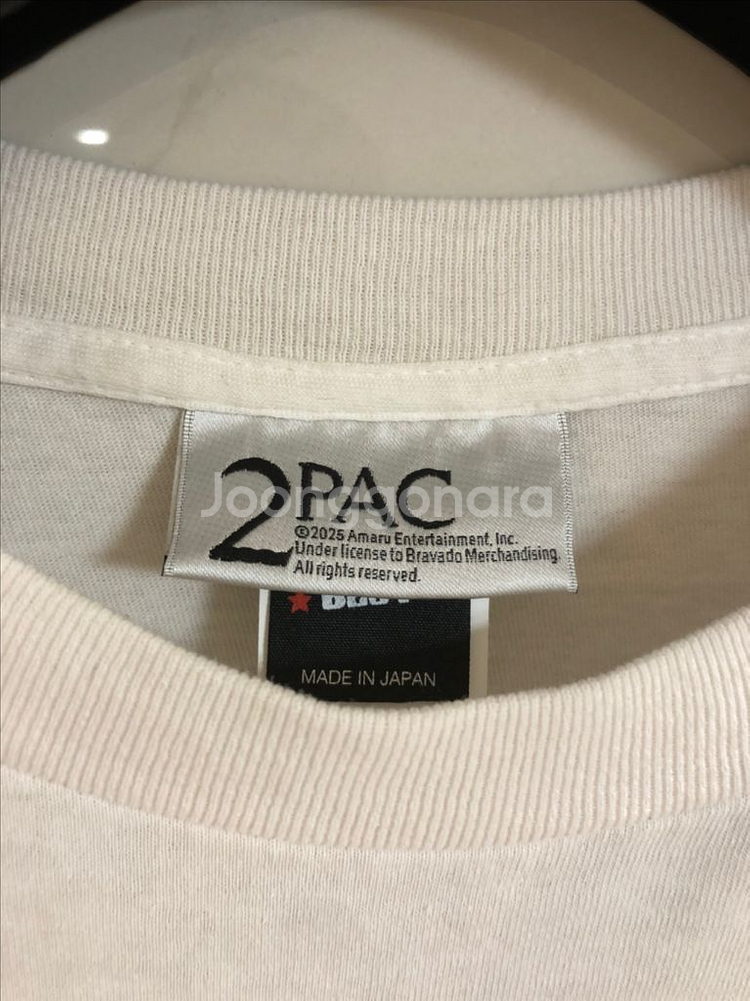 2PAC
Joonggonara
©2025 Amaru Entertainment, Inc.
Under license to Bravado Merchandising.
All rights reserved.
MADE IN JAPAN